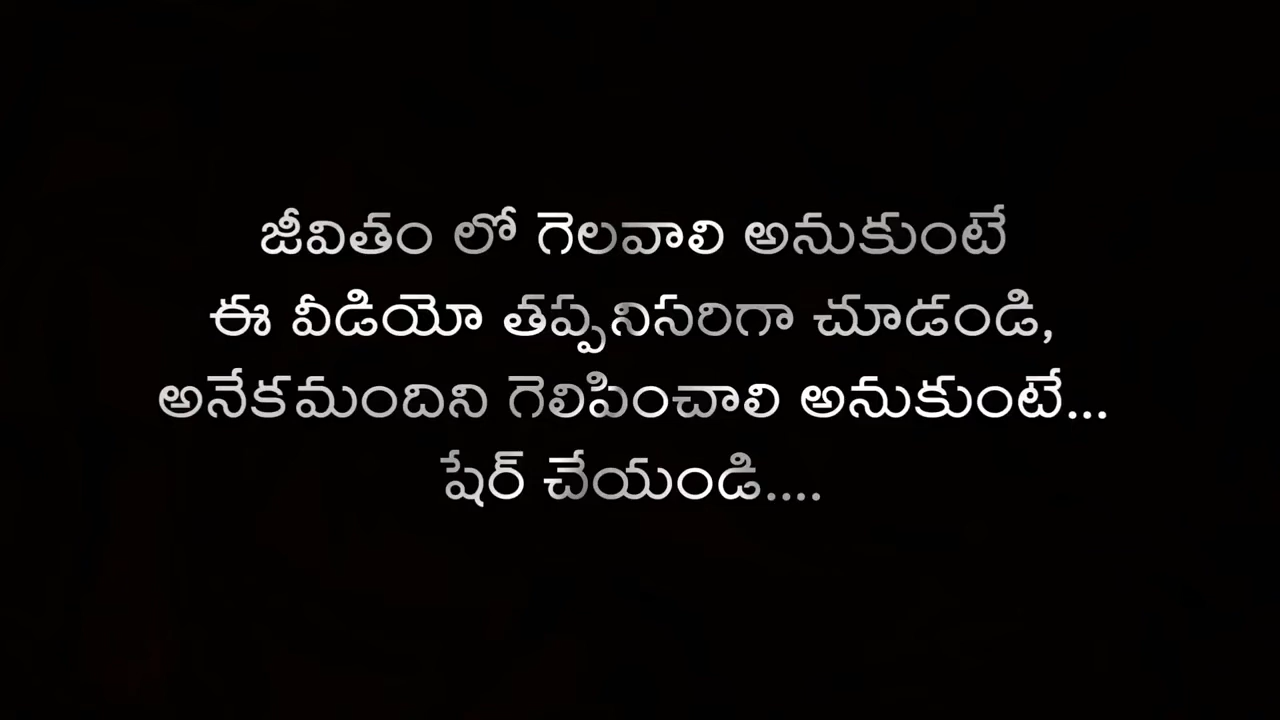 జీవితం లో గెలవాలి అనుకుంటే
ఈ వీడియో తప్పనిసరిగా చూడండి,
అనేకమందిని గెలిపించాలి అనుకుంటే...
షేర్ చేయండి....